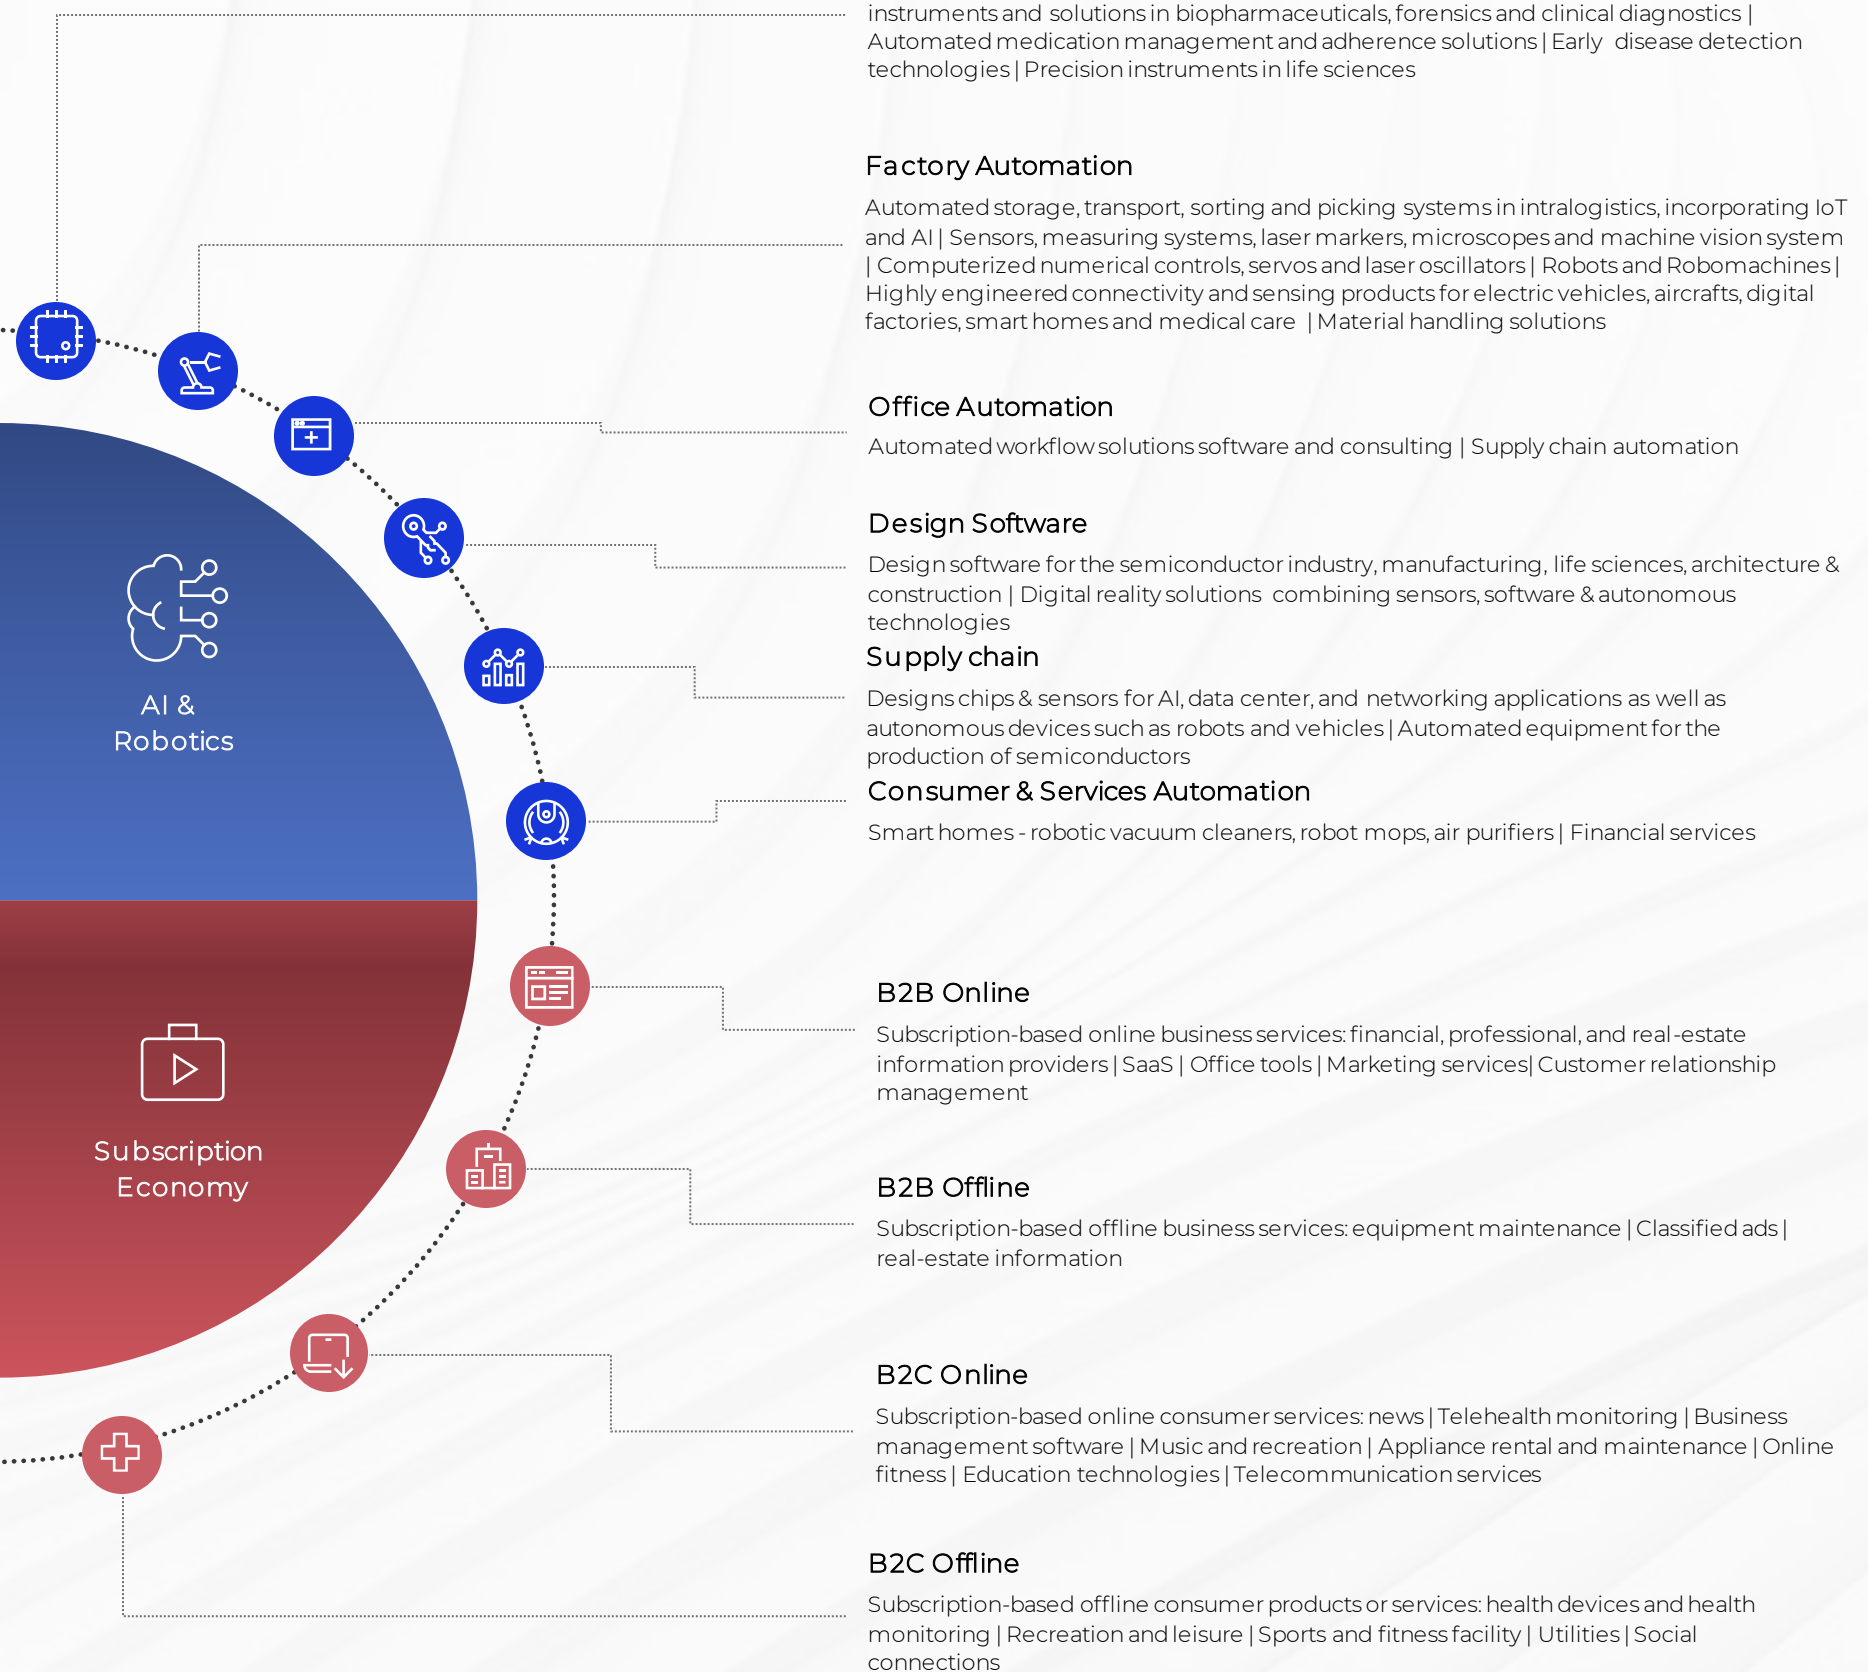 instruments and solutions in biopharmaceuticals, forensics and clinical diagnostics |
Automated medication management and adherence solutions | Early disease detection
technologies | Precision instruments in life sciences
Factory Automation
Automated storage, transport, sorting and picking systems in intralogistics, incorporating IoT
and AI | Sensors, measuring systems, laser markers, microscopes and machine vision system
| Computerized numerical controls, servos and laser oscillators | Robots and Robomachines |
Highly engineered connectivity and sensing products for electric vehicles, aircrafts, digital
factories, smart homes and medical care | Material handling solutions
Office Automation
Automated workflow solutions software and consulting | Supply chain automation
Design Software
Design software for the semiconductor industry, manufacturing, life sciences, architecture &
construction | Digital reality solutions combining sensors, software & autonomous
technologies
Supply chain
Designs chips & sensors for AI, data center, and networking applications as well as
autonomous devices such as robots and vehicles | Automated equipment for the
production of semiconductors
Consumer & Services Automation
Smart homes - robotic vacuum cleaners, robot mops, air purifiers | Financial services
AI &
Robotics
B2B Online
Subscription-based online business services: financial, professional, and real-estate
information providers | SaaS | Office tools | Marketing services| Customer relationship
management
B2B Offline
Subscription-based offline business services: equipment maintenance | Classified ads |
real-estate information
Subscription
Economy
B2C Online
Subscription-based online consumer services: news | Telehealth monitoring | Business
management software | Music and recreation | Appliance rental and maintenance | Online
fitness | Education technologies | Telecommunication services
B2C Offline
Subscription-based offline consumer products or services: health devices and health
monitoring | Recreation and leisure | Sports and fitness facility | Utilities | Social
connections